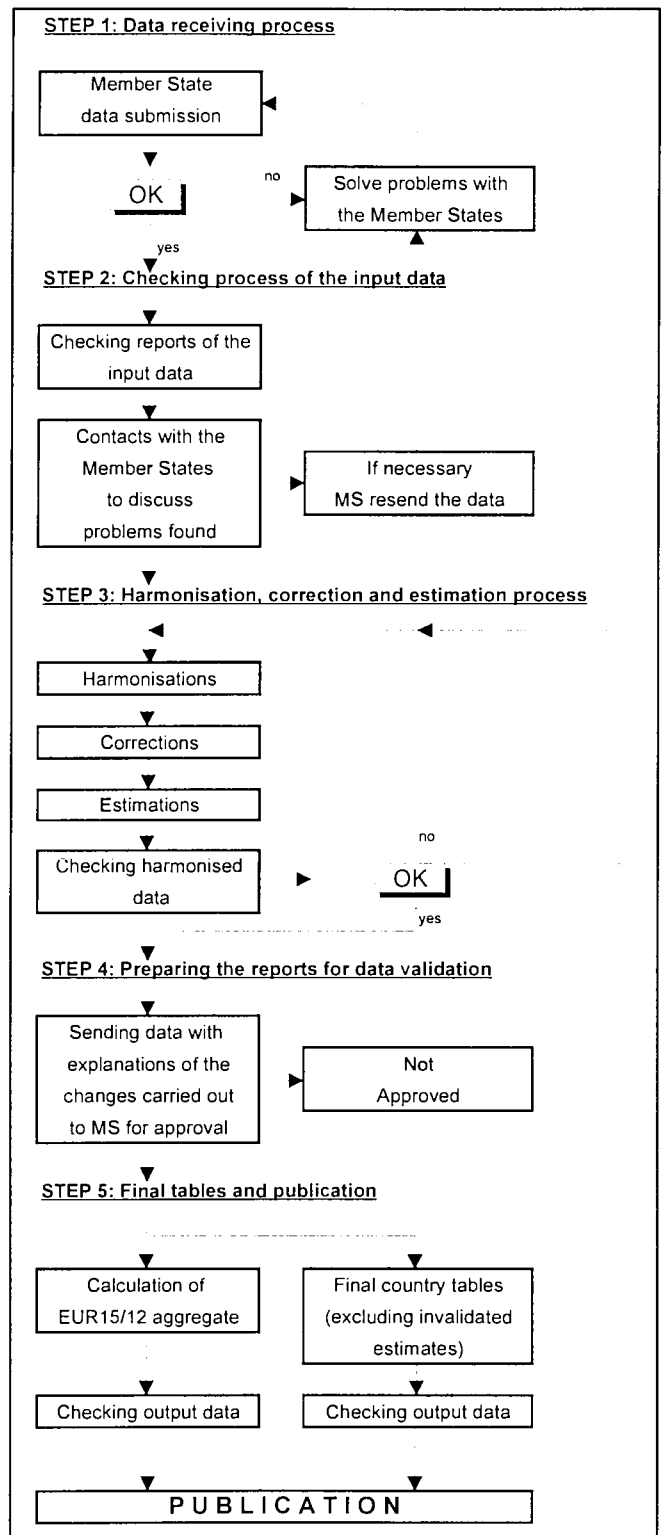 STEP 1: Data receiving process
Member State
data submission
OK
no
Solve problems with
the Member States
yes
STEP 2: Checking process of the input data
Checking reports of the
input data
Contacts with the
Member States
to discuss
problems found
If necessary
MS resend the data
STEP 3: Harmonisation, correction and estimation process
Harmonisations
Corrections
Estimations
Checking harmonised
data
no
OK
yes
STEP 4: Preparing the reports for data validation
Sending data with
explanations of the
changes carried out
to MS for approval
Not
Approved
STEP 5: Final tables and publication
Calculation of
EUR15/12 aggregate
Final country tables
(excluding invalidated
estimates)
Checking output data
Checking output data
PUBLICATION